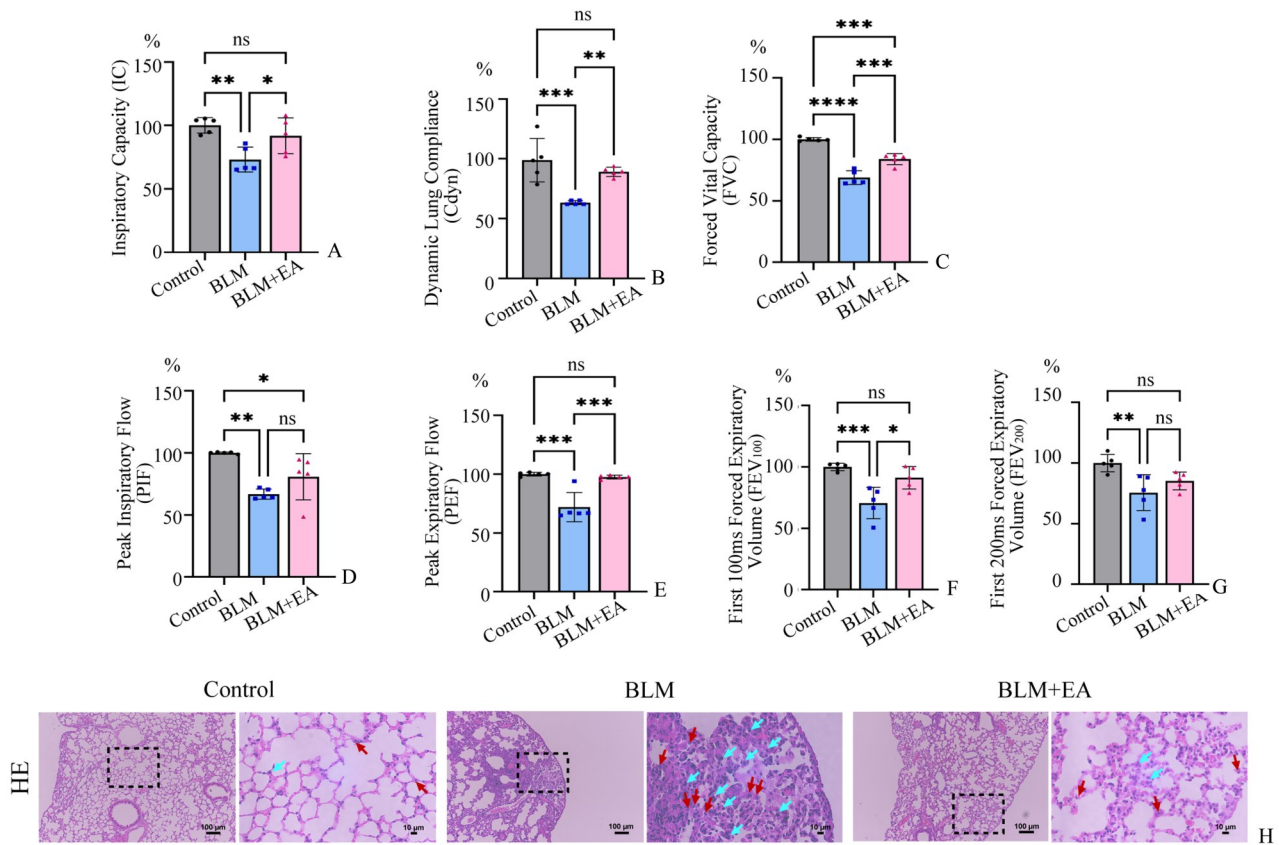 %
ns
** *
Inspiratory Capacity (IC)
150
100
50
0
Control
BLM
BLM+EA
A
%
ns
**
***
Dynamic Lung Compliance
(Cdyn)
150
100
50
0
Control
BLM
BLM+EA
B
%
***
***
****
Forced Vital Capacity
(FVC)
150
100
50
0
Control
BLM
BLM+EA
C
%
*
** ns
Peak Inspiratory Flow
(PIF)
150
100
50
0
Control
BLM
BLM+EA
D
%
ns
***
***
Peak Expiratory Flow
(PEF)
150
100
50
0
Control
BLM
BLM+EA
E
%
ns
*** *
First 100ms Forced Expiratory
Volume (FEV₁₀₀)
150
100
50
0
Control
BLM
BLM+EA
F
%
ns
** ns
First 200ms Forced Expiratory
Volume (FEV₂₀₀)
150
100
50
0
Control
BLM
BLM+EA
G
Control BLM BLM+EA
HE
100 μm 10 μm 100 μm 10 μm 100 μm 10 μm
H